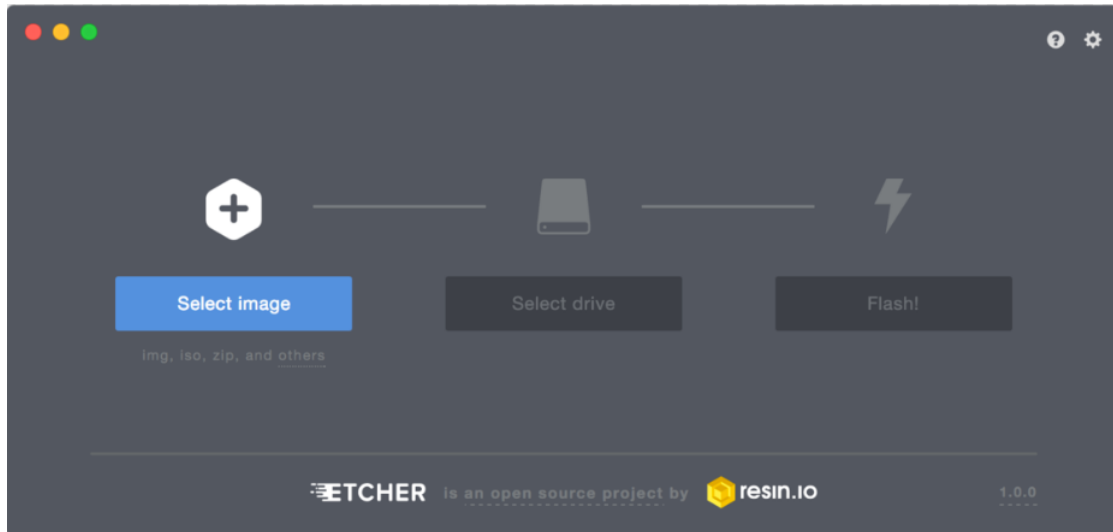 Select image
Select drive
Flash!
img, iso, zip, and others
ETCHER is an open source project by resin.io
1.0.0